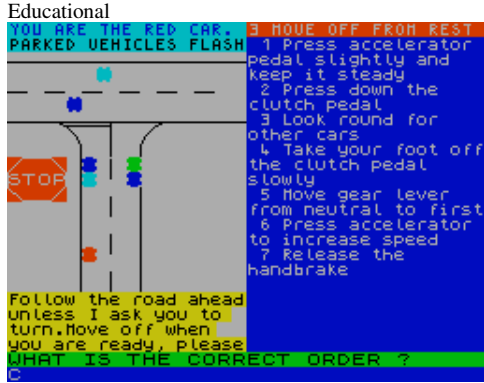 Educational
YOU ARE THE RED CAR.
PARKED VEHICLES FLASH
STOP
Follow the road ahead
unless I ask you to
turn.Move off when
you are ready, please
3 MOVE OFF FROM REST
1 Press accelerator
pedal slightly and
keep it steady
2 Press down the
clutch pedal
3 Look round for
other cars
4 Take your foot off
the clutch pedal
slowly
5 Move gear lever
from neutral to first
6 Press accelerator
to increase speed
7 Release the
handbrake
WHAT IS THE CORRECT ORDER ?
C